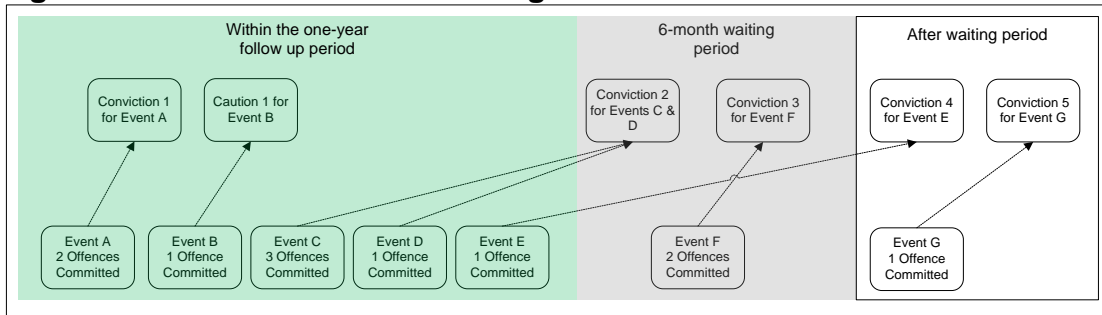 Within the one-year
follow up period
6-month waiting
period
After waiting period
Conviction 1
for Event A
Caution 1 for
Event B
Conviction 2
for Events C &
D
Conviction 3
for Event F
Conviction 4
for Event E
Conviction 5
for Event G
Event A
2 Offences
Committed
Event B
1 Offence
Committed
Event C
3 Offences
Committed
Event D
1 Offence
Committed
Event E
1 Offence
Committed
Event F
2 Offences
Committed
Event G
1 Offence
Committed